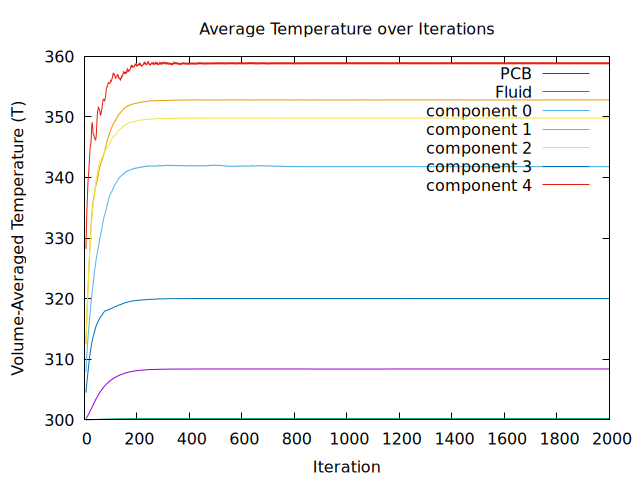 Average Temperature over Iterations
Volume-Averaged Temperature (T)
360
350
340
330
320
310
300
PCB
Fluid
component 0
component 1
component 2
component 3
component 4
0 200 400 600 800 1000 1200 1400 1600 1800 2000
Iteration